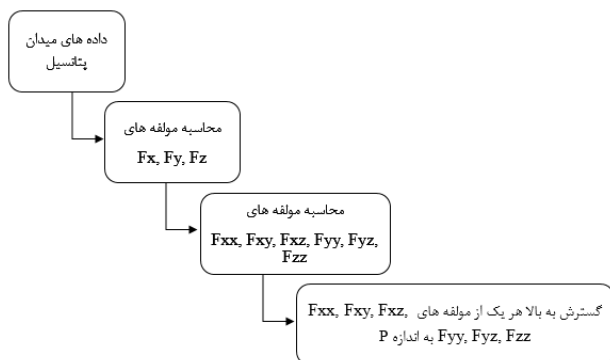 داده های میدان
پتانسیل
محاسبه مولفه های
Fx, Fy, Fz
محاسبه مولفه های
Fxx, Fxy, Fxz, Fyy, Fyz,
Fzz
گسترش به بالا هر یک از مولفه های Fxx, Fxy, Fxz,
Fyy, Fyz, Fzz به اندازه P